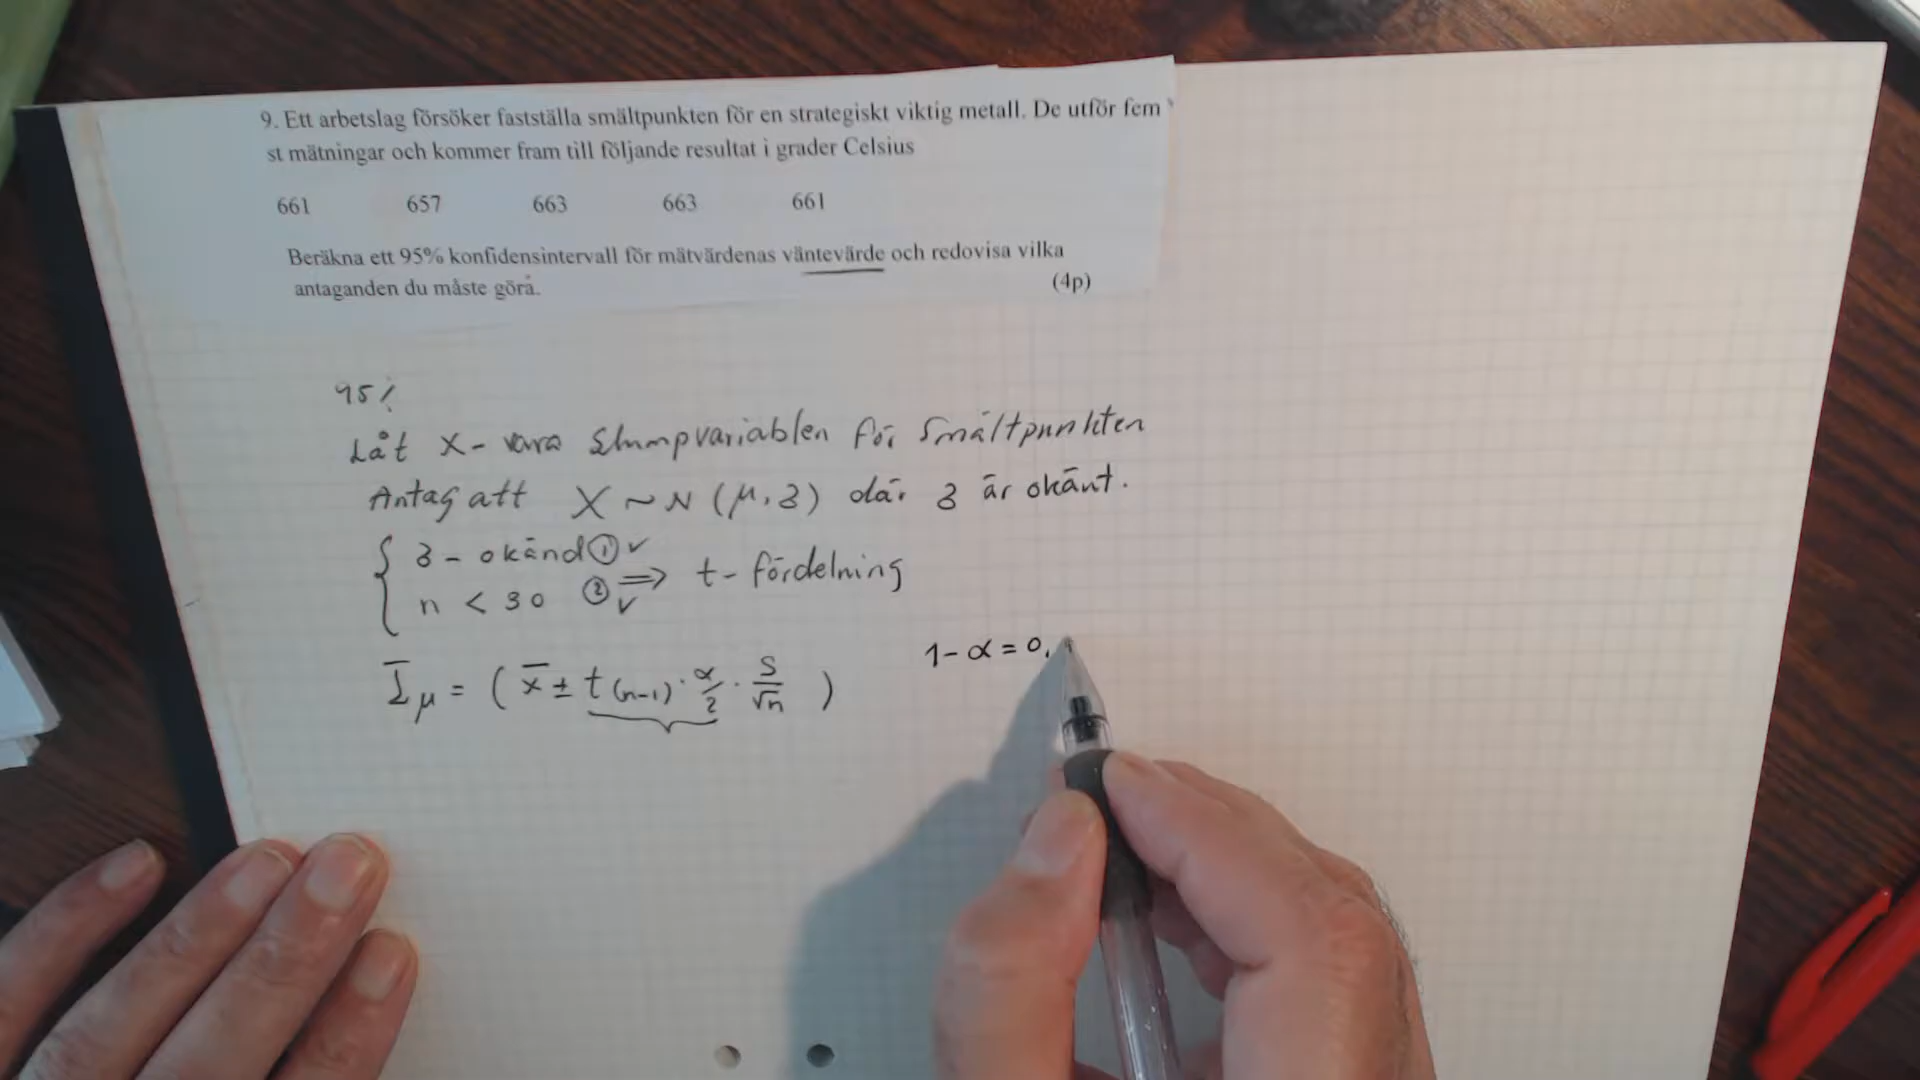 9. Ett arbetslag försöker fastställa smältpunkten för en strategiskt viktig metall. De utför fem
st mätningar och kommer fram till följande resultat i grader Celsius
661 657 663 663 661
Beräkna ett 95% konfidensintervall för mätvärdenas väntevärde och redovisa vilka
antaganden du måste göra. (4p)
95%
Låt X - vara Slumpvariablen för Smältpunkten
Antag att X ~ N (μ, 3) där 3 är okänt.
3 - okänd ① ✓
n < 30 ② ✓ ⇒ t - fördelning
I_μ = ( x̄ ± t(n-1) · α/2 · S/√n )
1 - α = 0,